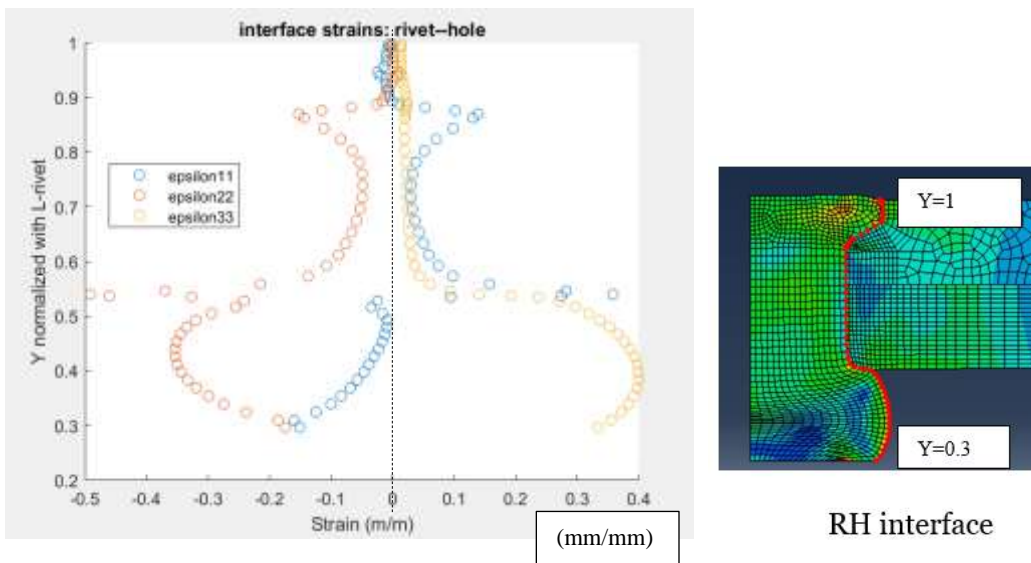 interface strains: rivet--hole
1
0.9
0.8
0.7
0.6
0.5
0.4
0.3
0.2
Y normalized with L-rivet
epsilon11
epsilon22
epsilon33
-0.5 -0.4 -0.3 -0.2 -0.1 0 0.1 0.2 0.3 0.4
Strain (m/m)
(mm/mm)
Y=1
Y=0.3
RH interface